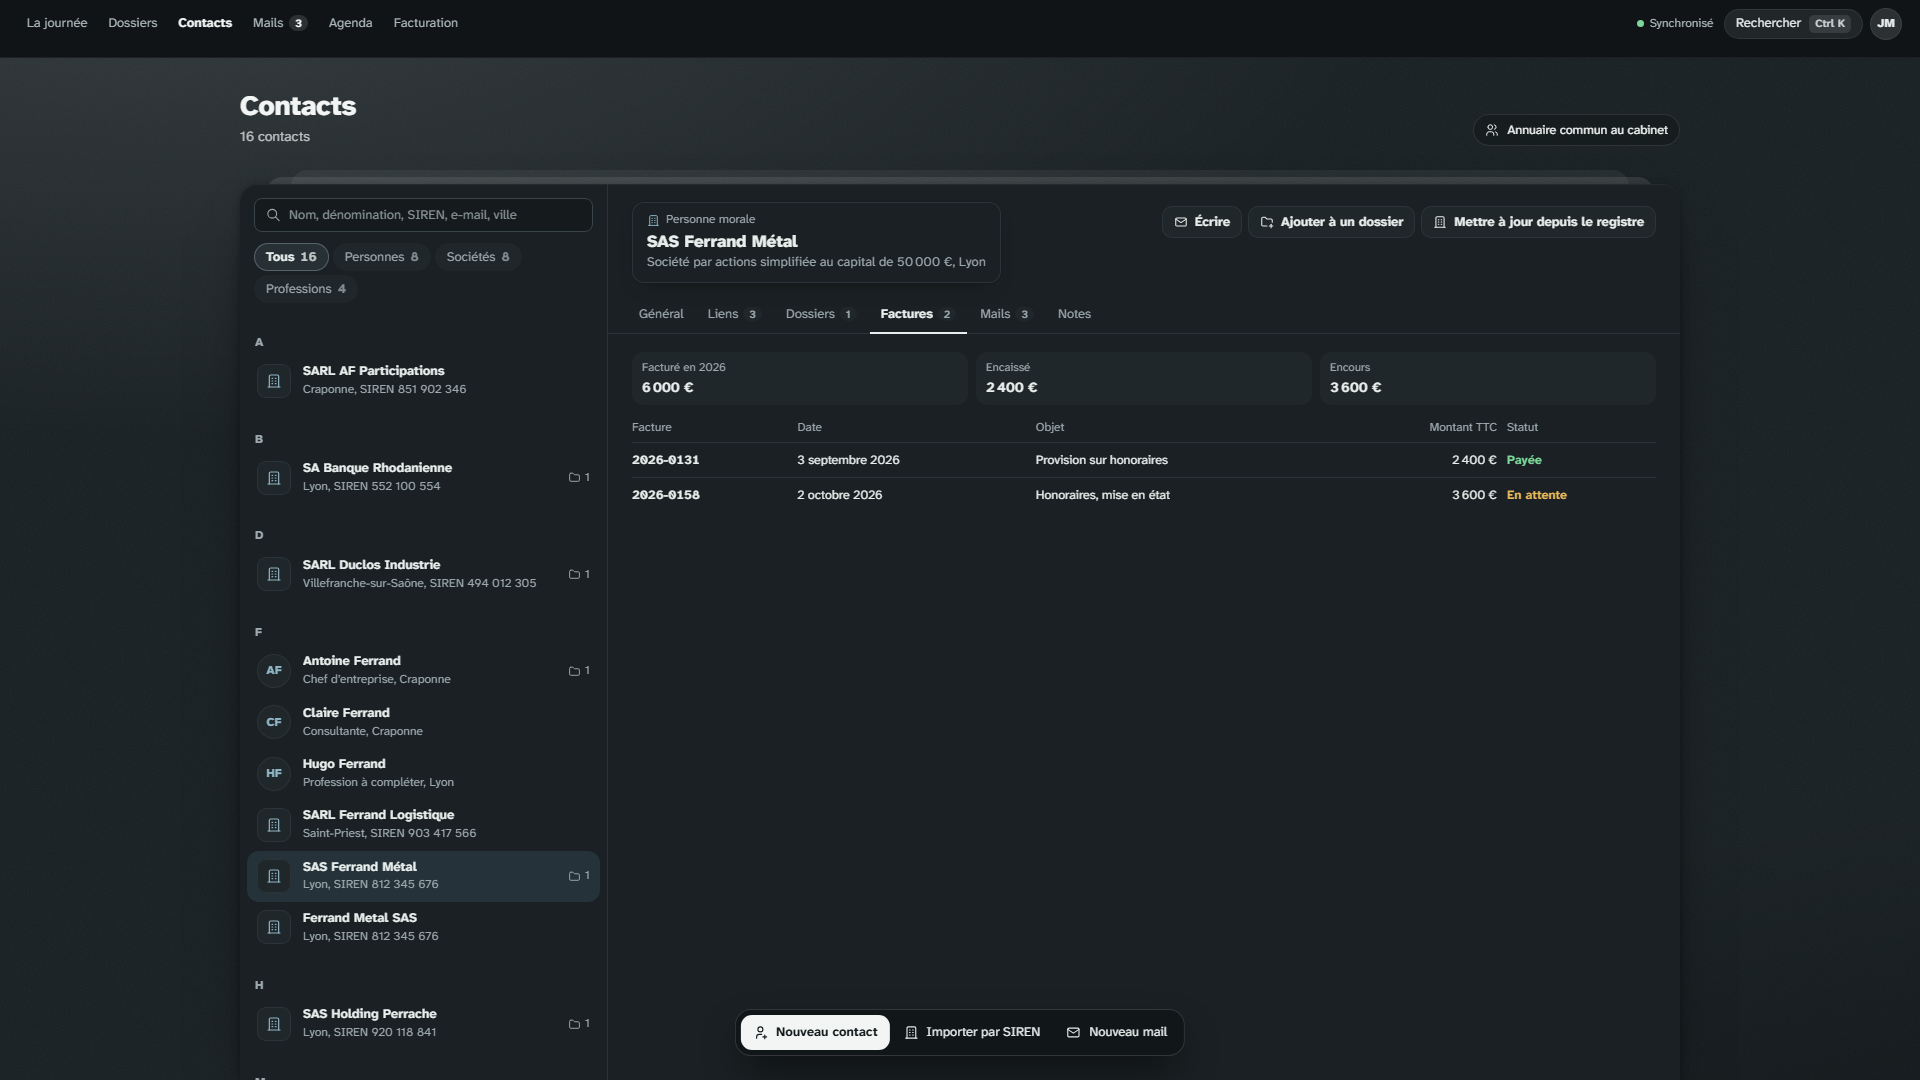 La journée Dossiers Contacts Mails 3 Agenda Facturation Synchronisé Rechercher Ctrl K JM
Contacts
16 contacts
Annuaire commun au cabinet
Nom, dénomination, SIREN, e-mail, ville
Tous 16 Personnes 8 Sociétés 8
Professions 4
A
SARL AF Participations
Craponne, SIREN 851 902 346
B
SA Banque Rhodanienne
Lyon, SIREN 552 100 554
1
D
SARL Duclos Industrie
Villefranche-sur-Saône, SIREN 494 012 305
1
F
AF
Antoine Ferrand
Chef d'entreprise, Craponne
1
CF
Claire Ferrand
Consultante, Craponne
HF
Hugo Ferrand
Profession à compléter, Lyon
SARL Ferrand Logistique
Saint-Priest, SIREN 903 417 566
SAS Ferrand Métal
Lyon, SIREN 812 345 676
1
Ferrand Metal SAS
Lyon, SIREN 812 345 676
H
SAS Holding Perrache
Lyon, SIREN 920 118 841
1
Personne morale
SAS Ferrand Métal
Société par actions simplifiée au capital de 50 000 €, Lyon
Écrire Ajouter à un dossier Mettre à jour depuis le registre
Général Liens 3 Dossiers 1 Factures 2 Mails 3 Notes
Facturé en 2026
6 000 €
Encaissé
2 400 €
Encours
3 600 €
Facture Date Objet Montant TTC Statut
2026-0131 3 septembre 2026 Provision sur honoraires 2 400 € Payée
2026-0158 2 octobre 2026 Honoraires, mise en état 3 600 € En attente
Nouveau contact Importer par SIREN Nouveau mail